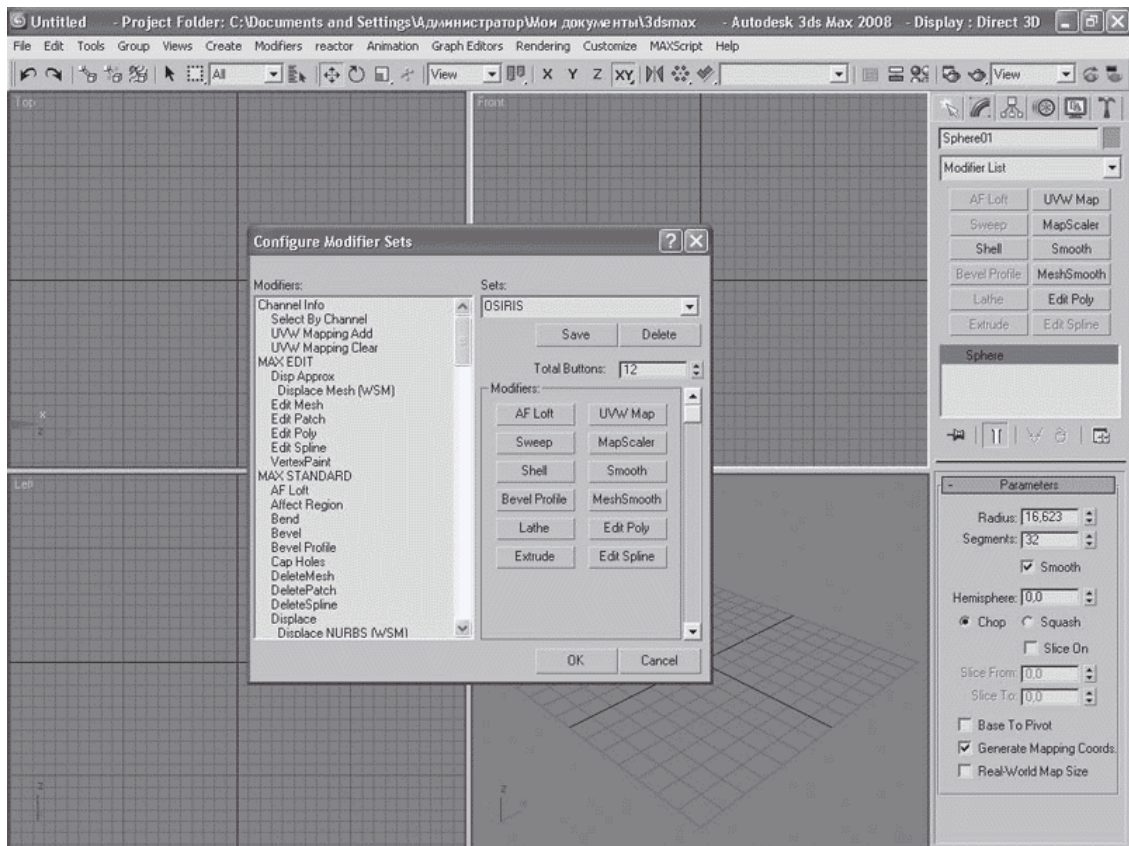 Untitled - Project Folder: C:\Documents and Settings\Администратор\Мои документы\3dsmax - Autodesk 3ds Max 2008 - Display : Direct 3D
File Edit Tools Group Views Create Modifiers reactor Animation Graph Editors Rendering Customize MAXScript Help
All View X Y Z XY View
Top
Front
Left
Sphere01
Modifier List
AF Loft UVW Map
Sweep MapScaler
Shell Smooth
Bevel Profile MeshSmooth
Lathe Edit Poly
Extrude Edit Spline
Sphere
- Parameters
Radius: 16,623
Segments: 32
Smooth
Hemisphere: 0,0
Chop Squash
Slice On
Slice From: 0,0
Slice To: 0,0
Base To Pivot
Generate Mapping Coords.
Real-World Map Size
Configure Modifier Sets
Modifiers:
Channel Info
Select By Channel
UVW Mapping Add
UVW Mapping Clear
MAX EDIT
Disp Approx
Displace Mesh (WSM)
Edit Mesh
Edit Patch
Edit Poly
Edit Spline
VertexPaint
MAX STANDARD
AF Loft
Affect Region
Bend
Bevel
Bevel Profile
Cap Holes
DeleteMesh
DeletePatch
DeleteSpline
Displace
Displace NURBS (WSM)
Sets:
OSIRIS
Save Delete
Total Buttons: 12
Modifiers:
AF Loft UVW Map
Sweep MapScaler
Shell Smooth
Bevel Profile MeshSmooth
Lathe Edit Poly
Extrude Edit Spline
OK Cancel